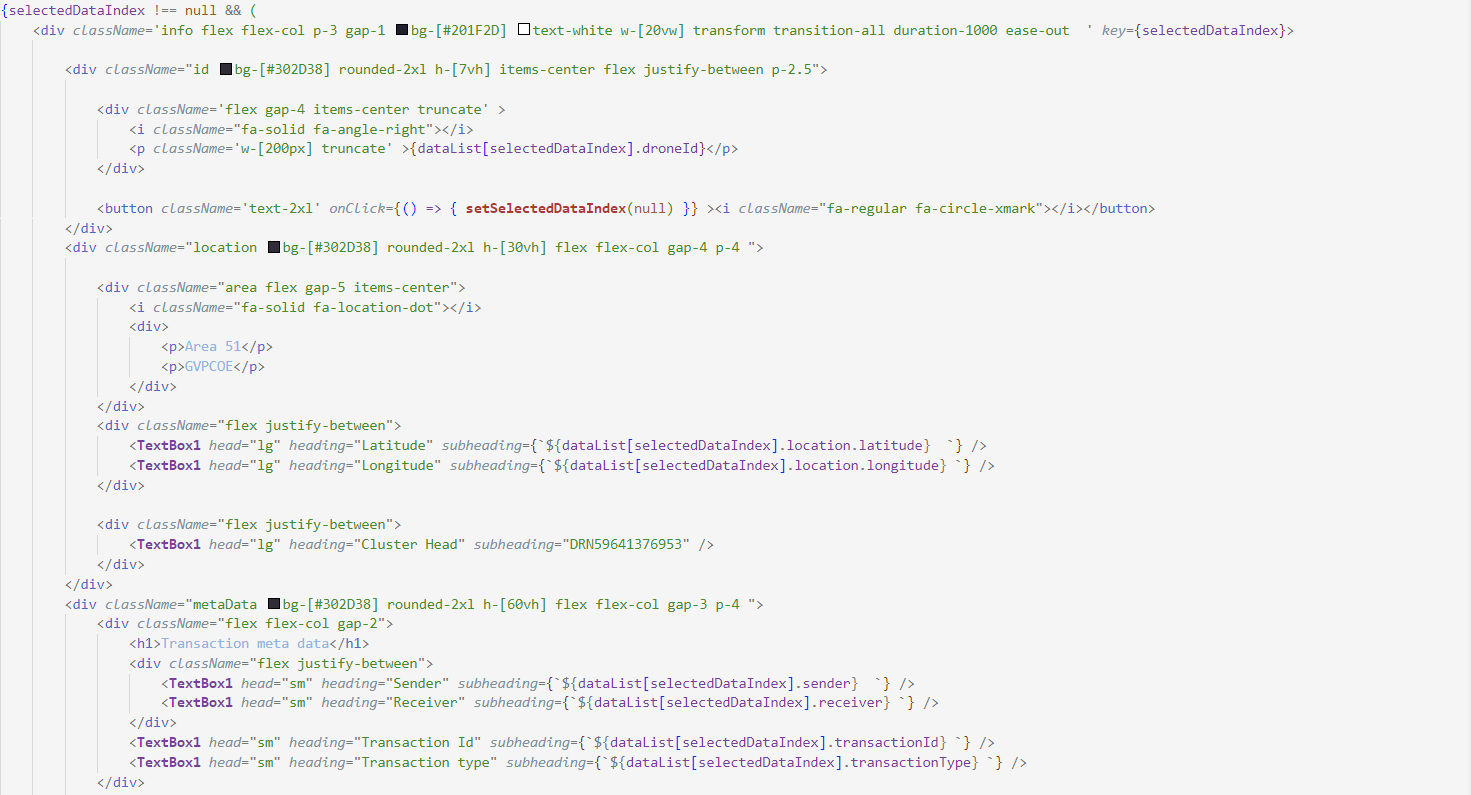 {selectedDataIndex !== null && (
<div className='info flex flex-col p-3 gap-1 bg-[#201F2D] text-white w-[20vw] transform transition-all duration-1000 ease-out  ' key={selectedDataIndex}>
<div className="id bg-[#302D38] rounded-2xl h-[7vh] items-center flex justify-between p-2.5">
<div className='flex gap-4 items-center truncate' >
<i className="fa-solid fa-angle-right"></i>
<p className='w-[200px] truncate' >{dataList[selectedDataIndex].droneId}</p>
</div>
<button className='text-2xl' onClick={() => { setSelectedDataIndex(null) }} ><i className="fa-regular fa-circle-xmark"></i></button>
</div>
<div className="location bg-[#302D38] rounded-2xl h-[30vh] flex flex-col gap-4 p-4 ">
<div className="area flex gap-5 items-center">
<i className="fa-solid fa-location-dot"></i>
<div>
<p>Area 51</p>
<p>GVPCOE</p>
</div>
</div>
<div className="flex justify-between">
<TextBox1 head="lg" heading="Latitude" subheading={`${dataList[selectedDataIndex].location.latitude}  `} />
<TextBox1 head="lg" heading="Longitude" subheading={`${dataList[selectedDataIndex].location.longitude} `} />
</div>
<div className="flex justify-between">
<TextBox1 head="lg" heading="Cluster Head" subheading="DRN59641376953" />
</div>
</div>
<div className="metaData bg-[#302D38] rounded-2xl h-[60vh] flex flex-col gap-3 p-4 ">
<div className="flex flex-col gap-2">
<h1>Transaction meta data</h1>
<div className="flex justify-between">
<TextBox1 head="sm" heading="Sender" subheading={`${dataList[selectedDataIndex].sender}  `} />
<TextBox1 head="sm" heading="Receiver" subheading={`${dataList[selectedDataIndex].receiver} `} />
</div>
<TextBox1 head="sm" heading="Transaction Id" subheading={`${dataList[selectedDataIndex].transactionId} `} />
<TextBox1 head="sm" heading="Transaction type" subheading={`${dataList[selectedDataIndex].transactionType} `} />
</div>